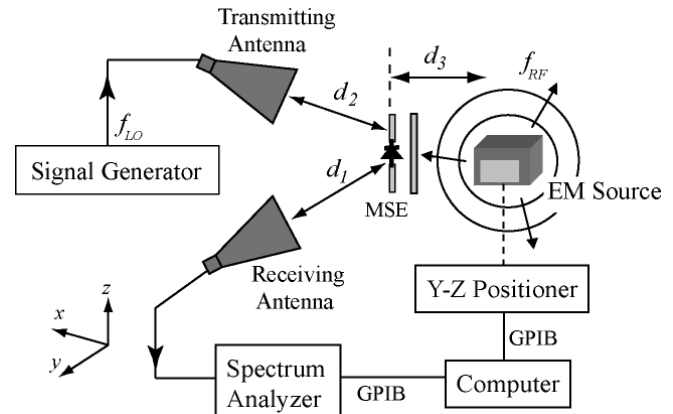 Transmitting
Antenna
d3
fRF
d2
fLO
Signal Generator
d1
MSE
EM Source
Receiving
Antenna
Y-Z Positioner
z
x
y
GPIB
Spectrum
Analyzer
GPIB
Computer